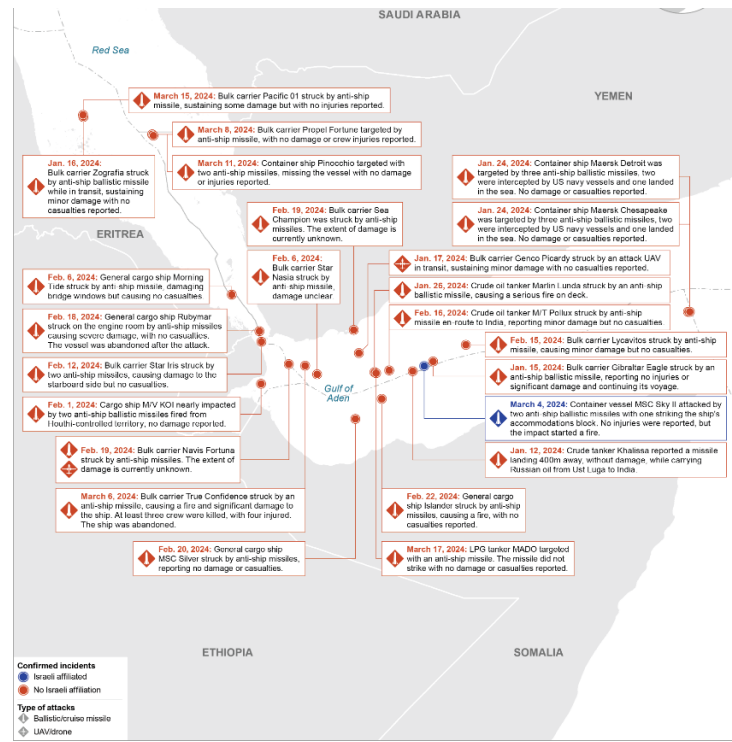 SAUDI ARABIA
Red Sea
YEMEN
March 15, 2024: Bulk carrier Pacific 01 struck by anti-ship
missile, sustaining some damage but with no injuries reported.
March 8, 2024: Bulk carrier Propel Fortune targeted by
anti-ship missile, with no damage or crew injuries reported.
Jan. 16, 2024:
Bulk carrier Zografia struck
by anti-ship ballistic missile
while in transit, sustaining
minor damage with no
casualties reported.
March 11, 2024: Container ship Pinocchio targeted with
two anti-ship missiles, missing the vessel with no damage
or injuries reported.
Jan. 24, 2024: Container ship Maersk Detroit was
targeted by three anti-ship ballistic missiles, two
were intercepted by US navy vessels and one landed
in the sea. No damage or casualties reported.
Jan. 24, 2024: Container ship Maersk Chesapeake
was targeted by three anti-ship ballistic missiles, two
were intercepted by US navy vessels and one landed
in the sea. No damage or casualties reported.
Feb. 19, 2024: Bulk carrier Sea
Champion was struck by anti-ship
missiles. The extent of damage is
currently unknown.
ERITREA
Feb. 6, 2024: General cargo ship Morning
Tide struck by anti-ship missile, damaging
bridge windows but causing no casualties.
Feb. 6, 2024:
Bulk carrier Star
Nasia struck by
anti-ship missile,
damage unclear.
Jan. 17, 2024: Bulk carrier Genco Picardy struck by an attack UAV
in transit, sustaining minor damage with no casualties reported.
Jan. 26, 2024: Crude oil tanker Marlin Lunda struck by an anti-ship
ballistic missile, causing a serious fire on deck.
Feb. 16, 2024: Crude oil tanker M/T Pollux struck by anti-ship
missile en-route to India, reporting minor damage but no casualties
Feb. 18, 2024: General cargo ship Rubymar
struck on the engine room by anti-ship missiles
causing severe damage, with no casualties.
The vessel was abandoned after the attack.
Feb. 15, 2024: Bulk carrier Lycavitos struck by anti-ship
missile, causing minor damage but no casualties.
Feb. 12, 2024: Bulk carrier Star Iris struck by
two anti-ship missiles, causing damage to the
starboard side but no casualties.
Jan. 15, 2024: Bulk carrier Gibraltar Eagle struck by an
anti-ship ballistic missile, reporting no injuries or
significant damage and continuing its voyage.
Gulf of
Aden
Feb. 1, 2024: Cargo ship M/V KOI nearly impacted
by two anti-ship ballistic missiles fired from
Houthi-controlled territory, no damage reported.
March 4, 2024: Container vessel MSC Sky II attacked by
two anti ship ballistic missiles with one striking the ship's
accommodations block. No injuries were reported, but
the impact started a fire.
Feb. 19, 2024: Bulk carrier Navis Fortuna
struck by anti-ship missiles. The extent of
damage is currently unknown.
Jan. 12, 2024: Crude tanker Khalissa reported a missile
landing 400m away, without damage, while carrying
Russian oil from Ust Luga to India.
March 6, 2024: Bulk carrier True Confidence struck by an
anti-ship missile, causing a fire and significant damage to
the ship. At least three crew were killed, with four injured.
The ship was abandoned.
Feb. 22, 2024: General cargo
ship Islander struck by anti-ship
missiles, causing a fire, with no
casualties reported.
Feb. 20, 2024: General cargo ship
MSC Silver struck by anti-ship missiles,
reporting no damage or casualties.
March 17, 2024: LPG tanker MADO targeted
with an anti-ship missile. The missile did not
strike with no damage or casualties reported.
ETHIOPIA
SOMALIA
Confirmed incidents
Israeli affiliated
No Israeli affiliation
Type of attacks
Ballistic/cruise missile
UAV/drone